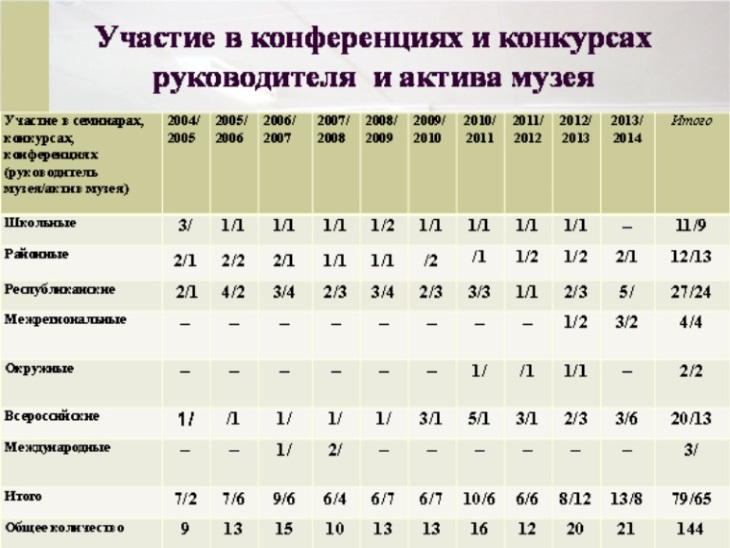 Участие в конференциях и конкурсах
руководителя и актива музея
Участие в семинарах, 2004/ 2005/ 2006/ 2007/ 2008/ 2009/ 2010/ 2011/ 2012/ 2013/ Итого
конкурсах, 2005 2006 2007 2008 2009 2010 2011 2012 2013 2014
конференциях
(руководитель
музея/актив музея)
Школьные 3/ 1/1 1/1 1/1 1/2 1/1 1/1 1/1 1/1 – 11/9
Районные 2/1 2/2 2/1 1/1 1/1 /2 /1 1/2 1/2 2/1 12/13
Республиканские 2/1 4/2 3/4 2/3 3/4 2/3 3/3 1/1 2/3 5/ 27/24
Межрегиональные – – – – – – – – 1/2 3/2 4/4
Окружные – – – – – – 1/ /1 1/1 – 2/2
Всероссийские 1/ /1 1/ 1/ 1/ 3/1 5/1 3/1 2/3 3/6 20/13
Международные – – 1/ 2/ – – – – – – 3/
Итого 7/2 7/6 9/6 6/4 6/7 6/7 10/6 6/6 8/12 13/8 79/65
Общее количество 9 13 15 10 13 13 16 12 20 21 144